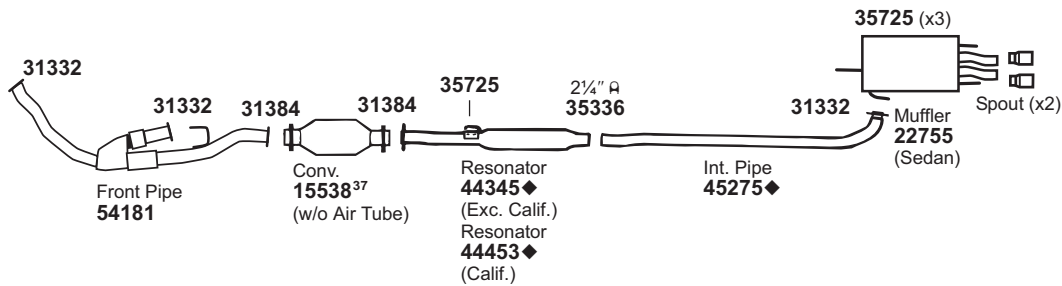 35725 (x3)
31332
31332
31384
31384
35725
2¼″
35336
31332
Spout (x2)
Muffler
22755
(Sedan)
Front Pipe
54181
Conv.
15538³⁷
(w/o Air Tube)
Resonator
44345◆
(Exc. Calif.)
Resonator
44453◆
(Calif.)
Int. Pipe
45275◆